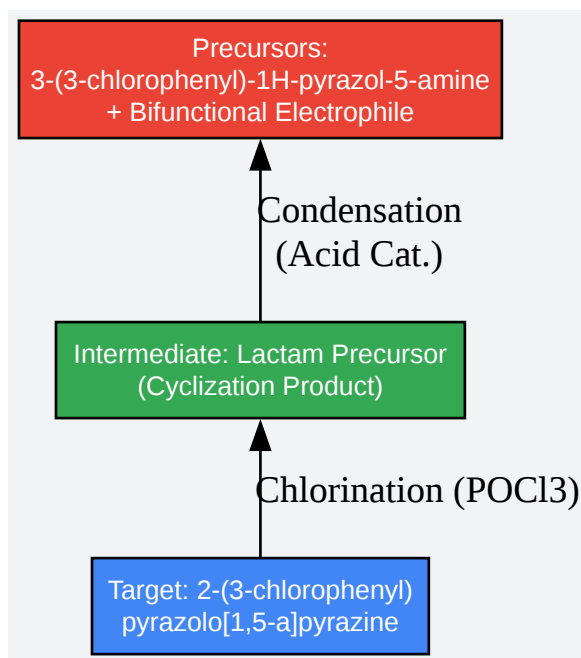 Precursors:
3-(3-chlorophenyl)-1H-pyrazol-5-amine
+ Bifunctional Electrophile
Condensation
(Acid Cat.)
Intermediate: Lactam Precursor
(Cyclization Product)
Chlorination (POCl3)
Target: 2-(3-chlorophenyl)
pyrazolo[1,5-a]pyrazine